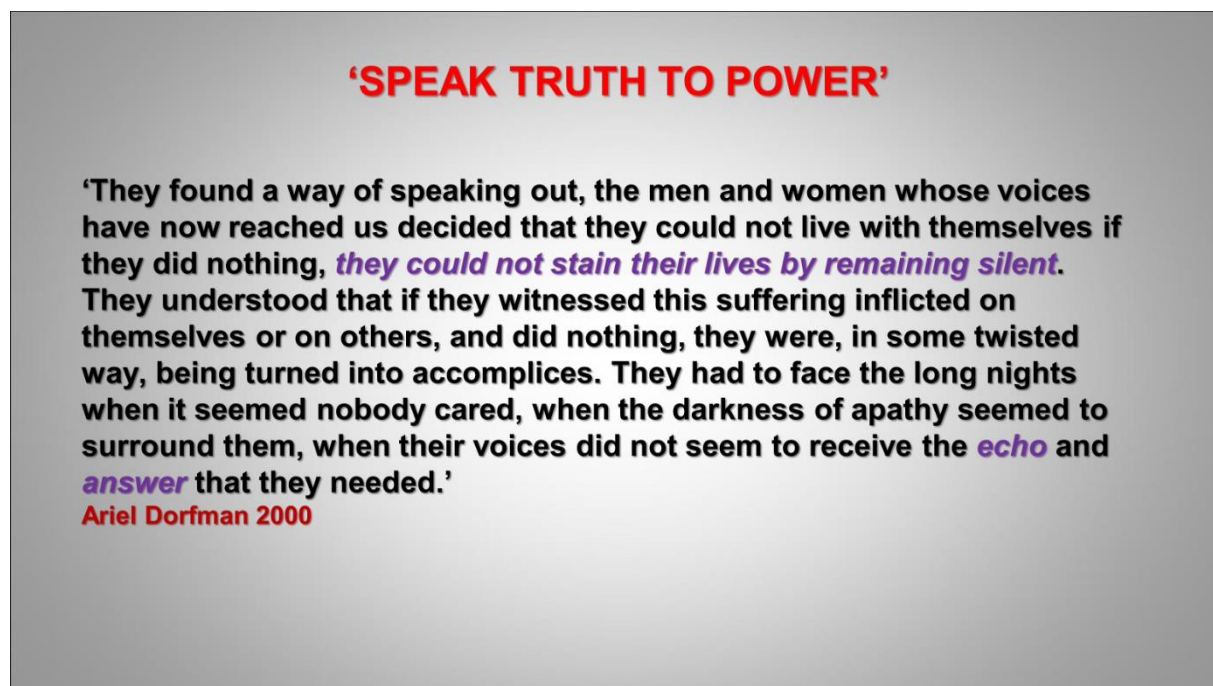 ‘SPEAK TRUTH TO POWER’
‘They found a way of speaking out, the men and women whose voices
have now reached us decided that they could not live with themselves if
they did nothing, they could not stain their lives by remaining silent.
They understood that if they witnessed this suffering inflicted on
themselves or on others, and did nothing, they were, in some twisted
way, being turned into accomplices. They had to face the long nights
when it seemed nobody cared, when the darkness of apathy seemed to
surround them, when their voices did not seem to receive the echo and
answer that they needed.’
Ariel Dorfman 2000